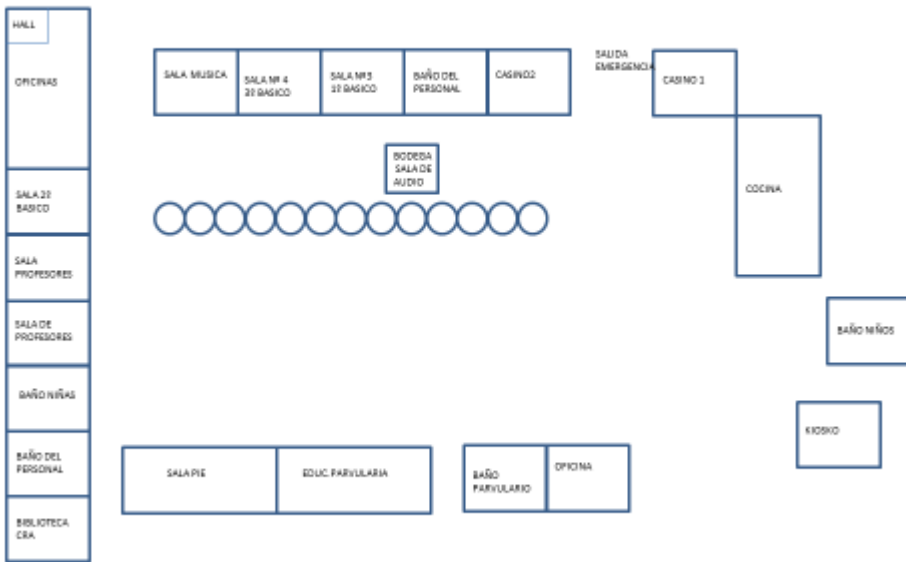 HALL
OFICINAS
SALA 2º
BASICO
SALA
PROFESORES
SALA DE
PROFESORES
BAÑO NIÑAS
BAÑO DEL
PERSONAL
BIBLIOTECA
CRA
SALA MUSICA
SALA Nº 4
3º BASICO
SALA Nº3
1º BASICO
BAÑO DEL
PERSONAL
CASINO2
SALIDA
EMERGENCIA
CASINO 1
COCINA
BODEGA
SALA DE
AUDIO
BAÑO NIÑOS
KIOSKO
SALA PIE
EDUC. PARVULARIA
BAÑO
PARVULARIO
OFICINA